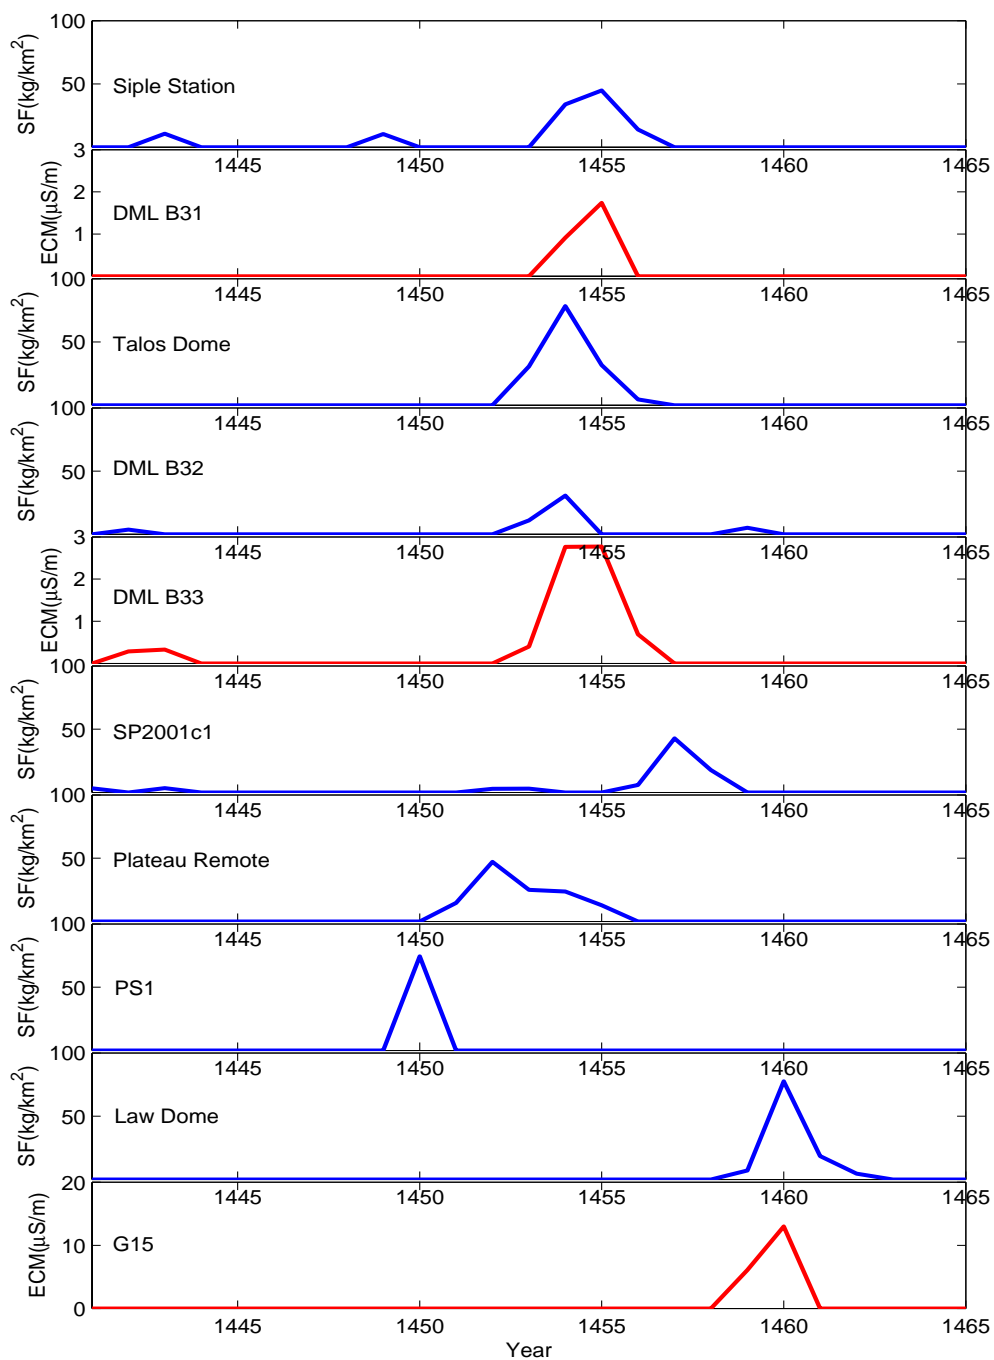 100
50
SF(kg/km²)
Siple Station
1445 1450 1455 1460 1465
3
2
1
ECM(µS/m)
DML B31
1445 1450 1455 1460 1465
100
50
SF(kg/km²)
Talos Dome
1445 1450 1455 1460 1465
100
50
SF(kg/km²)
DML B32
1445 1450 1455 1460 1465
3
2
1
ECM(µS/m)
DML B33
1445 1450 1455 1460 1465
100
50
SF(kg/km²)
SP2001c1
1445 1450 1455 1460 1465
100
50
SF(kg/km²)
Plateau Remote
1445 1450 1455 1460 1465
100
50
SF(kg/km²)
PS1
1445 1450 1455 1460 1465
100
50
SF(kg/km²)
Law Dome
1445 1450 1455 1460 1465
20
10
0
ECM(µS/m)
G15
1445 1450 1455 1460 1465
Year